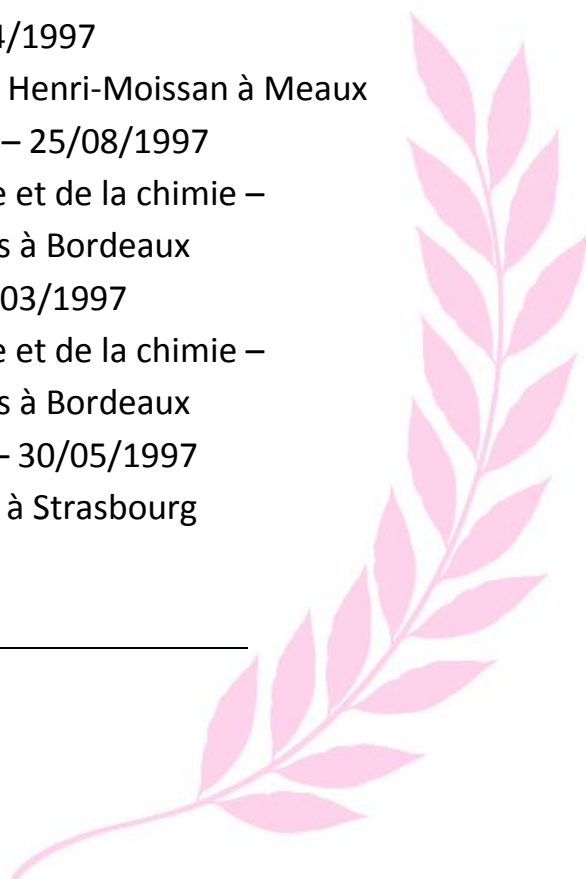 4/1997
Henri-Moissan à Meaux
– 25/08/1997
e et de la chimie –
s à Bordeaux
03/1997
e et de la chimie –
s à Bordeaux
– 30/05/1997
à Strasbourg